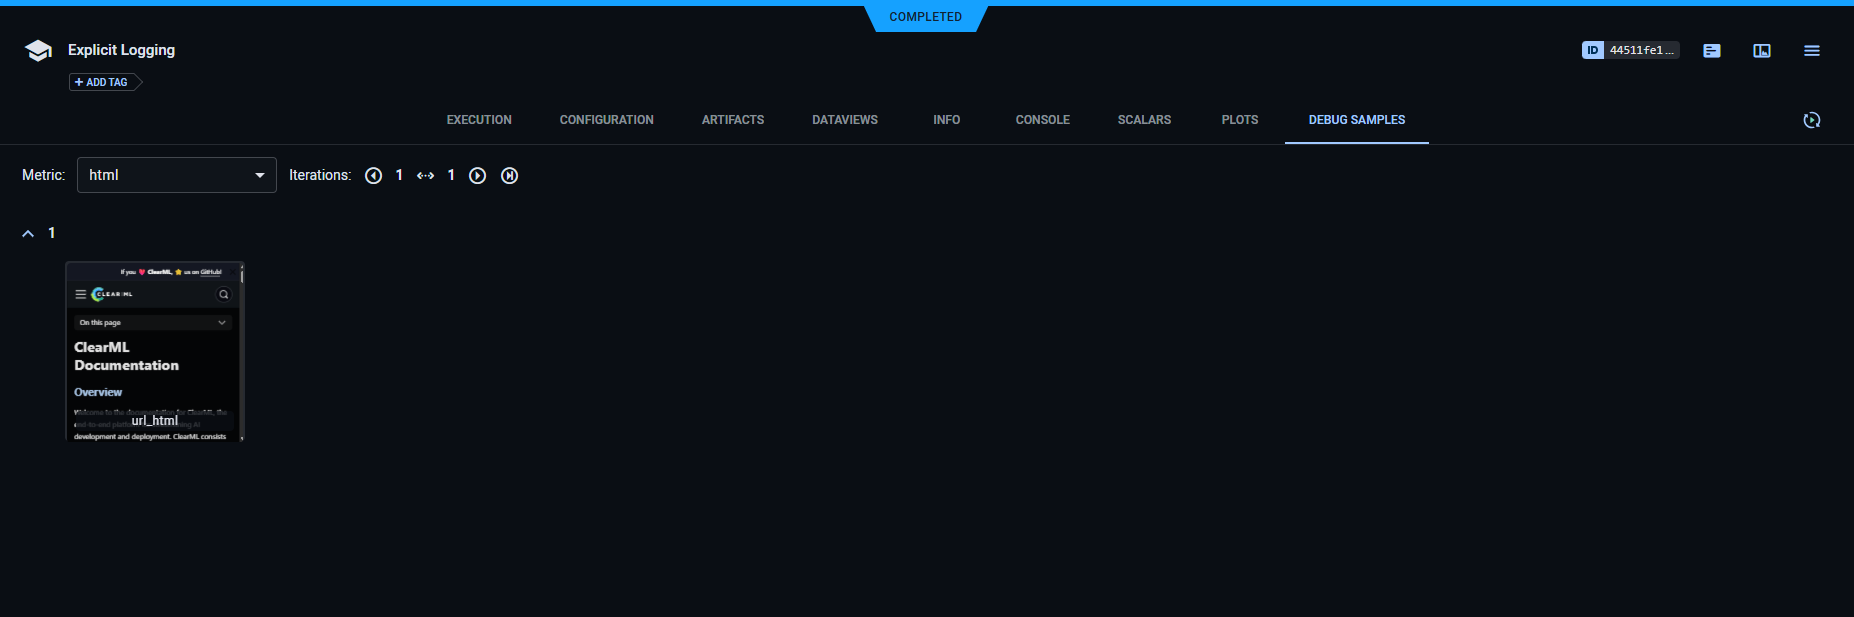 COMPLETED
Explicit Logging
ID 44511fe1...
+ ADD TAG
EXECUTION CONFIGURATION ARTIFACTS DATAVIEWS INFO CONSOLE SCALARS PLOTS DEBUG SAMPLES
Metric: html Iterations: 1 1
1
If you ClearML, us on GitHub!
CLEAR ML
On this page
ClearML
Documentation
Overview
Welcome to the documentation for ClearML, the
end-to-end
url_html
AI
development and deployment. ClearML consists